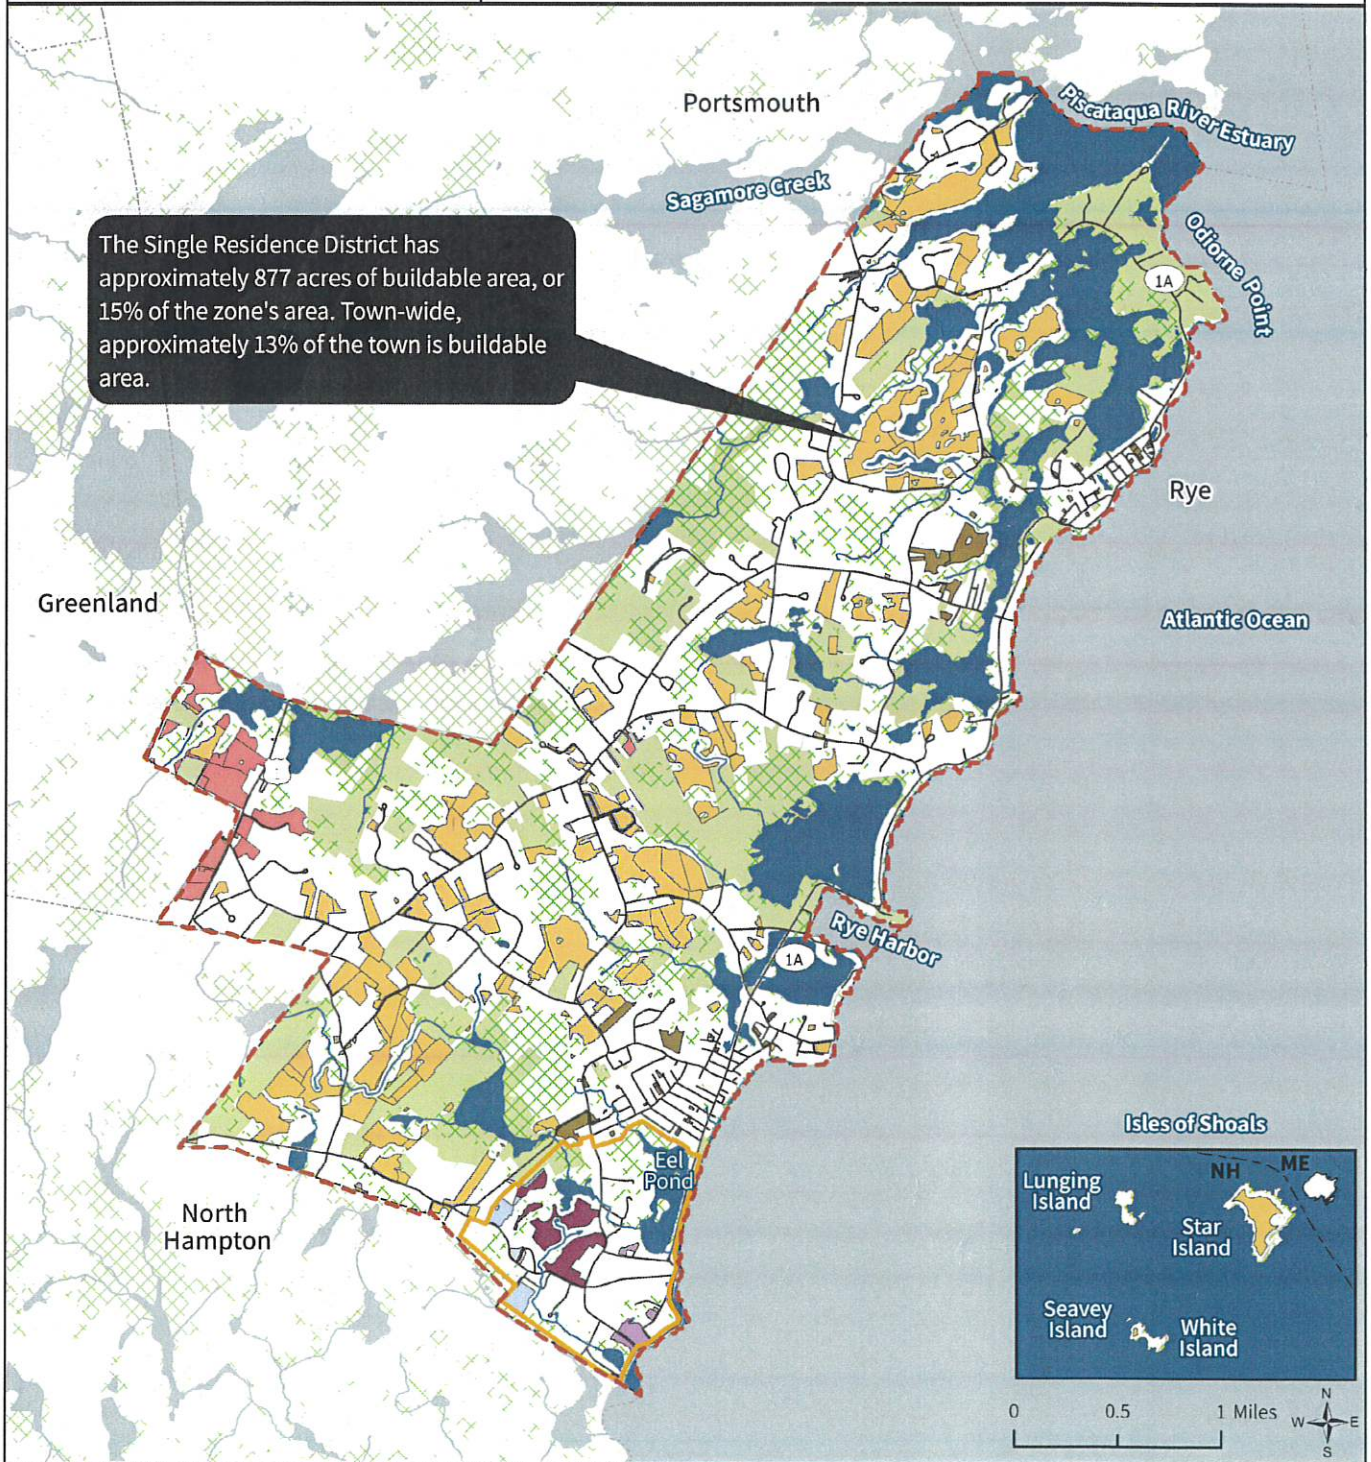 Portsmouth
Piscataqua River Estuary
Sagamore Creek
The Single Residence District has
approximately 877 acres of buildable area, or
15% of the zone's area. Town-wide,
approximately 13% of the town is buildable
area.
Odiorne Point
1A
Rye
Greenland
Atlantic Ocean
Rye Harbor
1A
Isles of Shoals
Eel
Pond
NH
ME
Lunging
Island
Star
Island
North
Hampton
Seavey
Island
White
Island
0
0.5
1 Miles
N
W
E
S